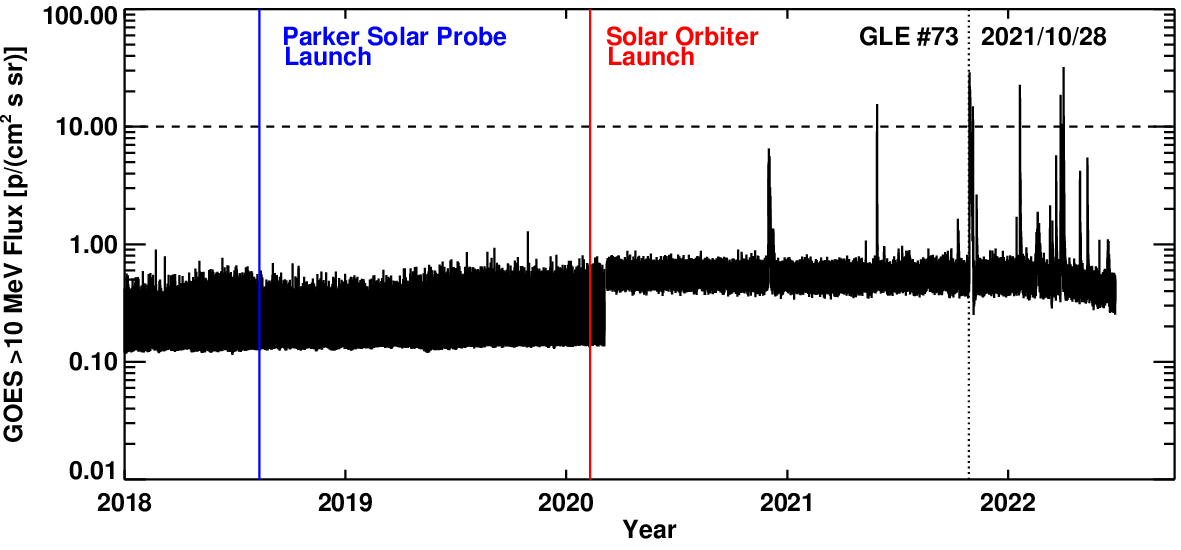 100.00
10.00
1.00
0.10
0.01
GOES >10 MeV Flux [p/(cm² s sr)]
Parker Solar Probe
Launch
Solar Orbiter
Launch
GLE #73
2021/10/28
2018
2019
2020
2021
2022
Year